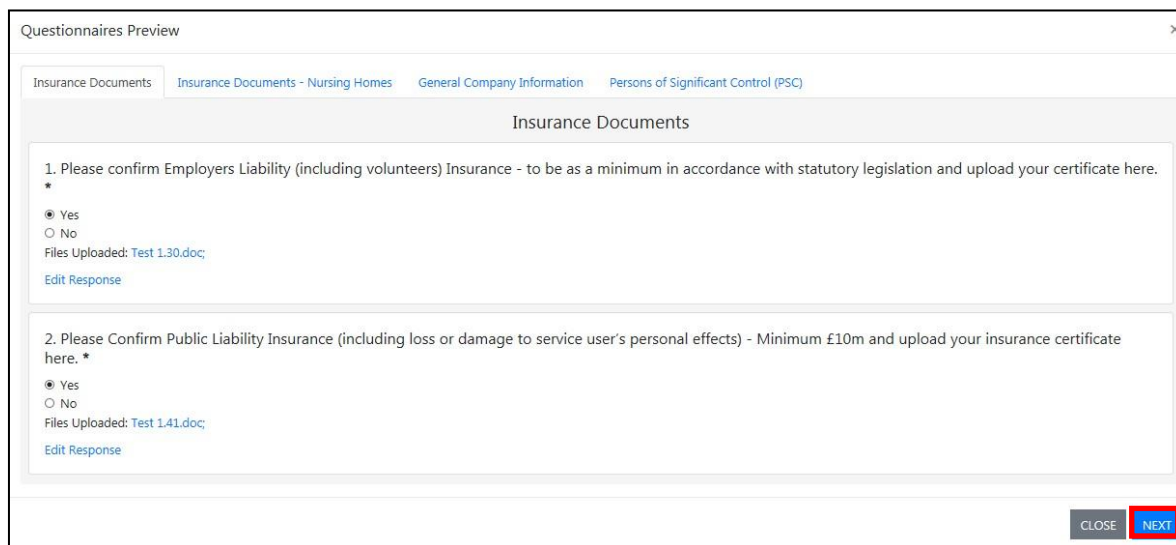 Questionnaires Preview
×
Insurance Documents Insurance Documents - Nursing Homes General Company Information Persons of Significant Control (PSC)
Insurance Documents
1. Please confirm Employers Liability (including volunteers) Insurance - to be as a minimum in accordance with statutory legislation and upload your certificate here.
*
Yes
No
Files Uploaded: Test 1.30.doc;
Edit Response
2. Please Confirm Public Liability Insurance (including loss or damage to service user's personal effects) - Minimum £10m and upload your insurance certificate
here. *
Yes
No
Files Uploaded: Test 1.41.doc;
Edit Response
CLOSE NEXT